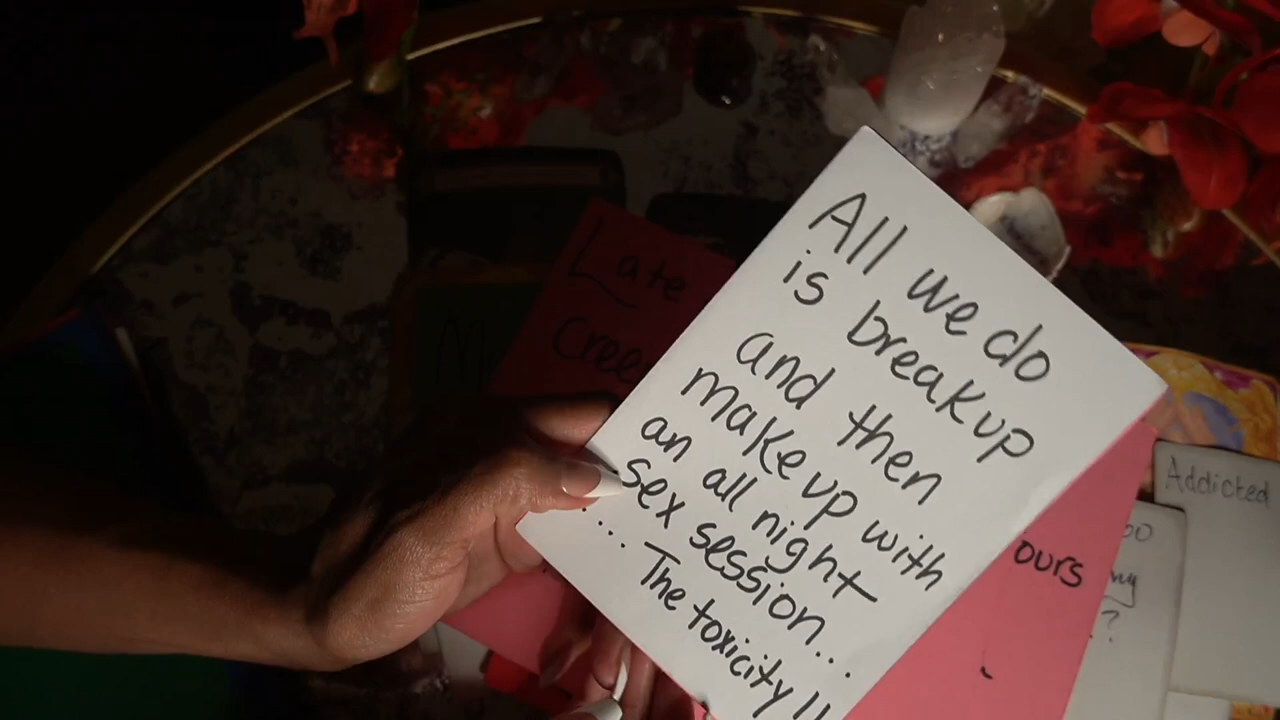 All we do
is breakup
and then
makeup with
an all night
sex session...
.... The toxicity!!
Late
ours
Addicted
?